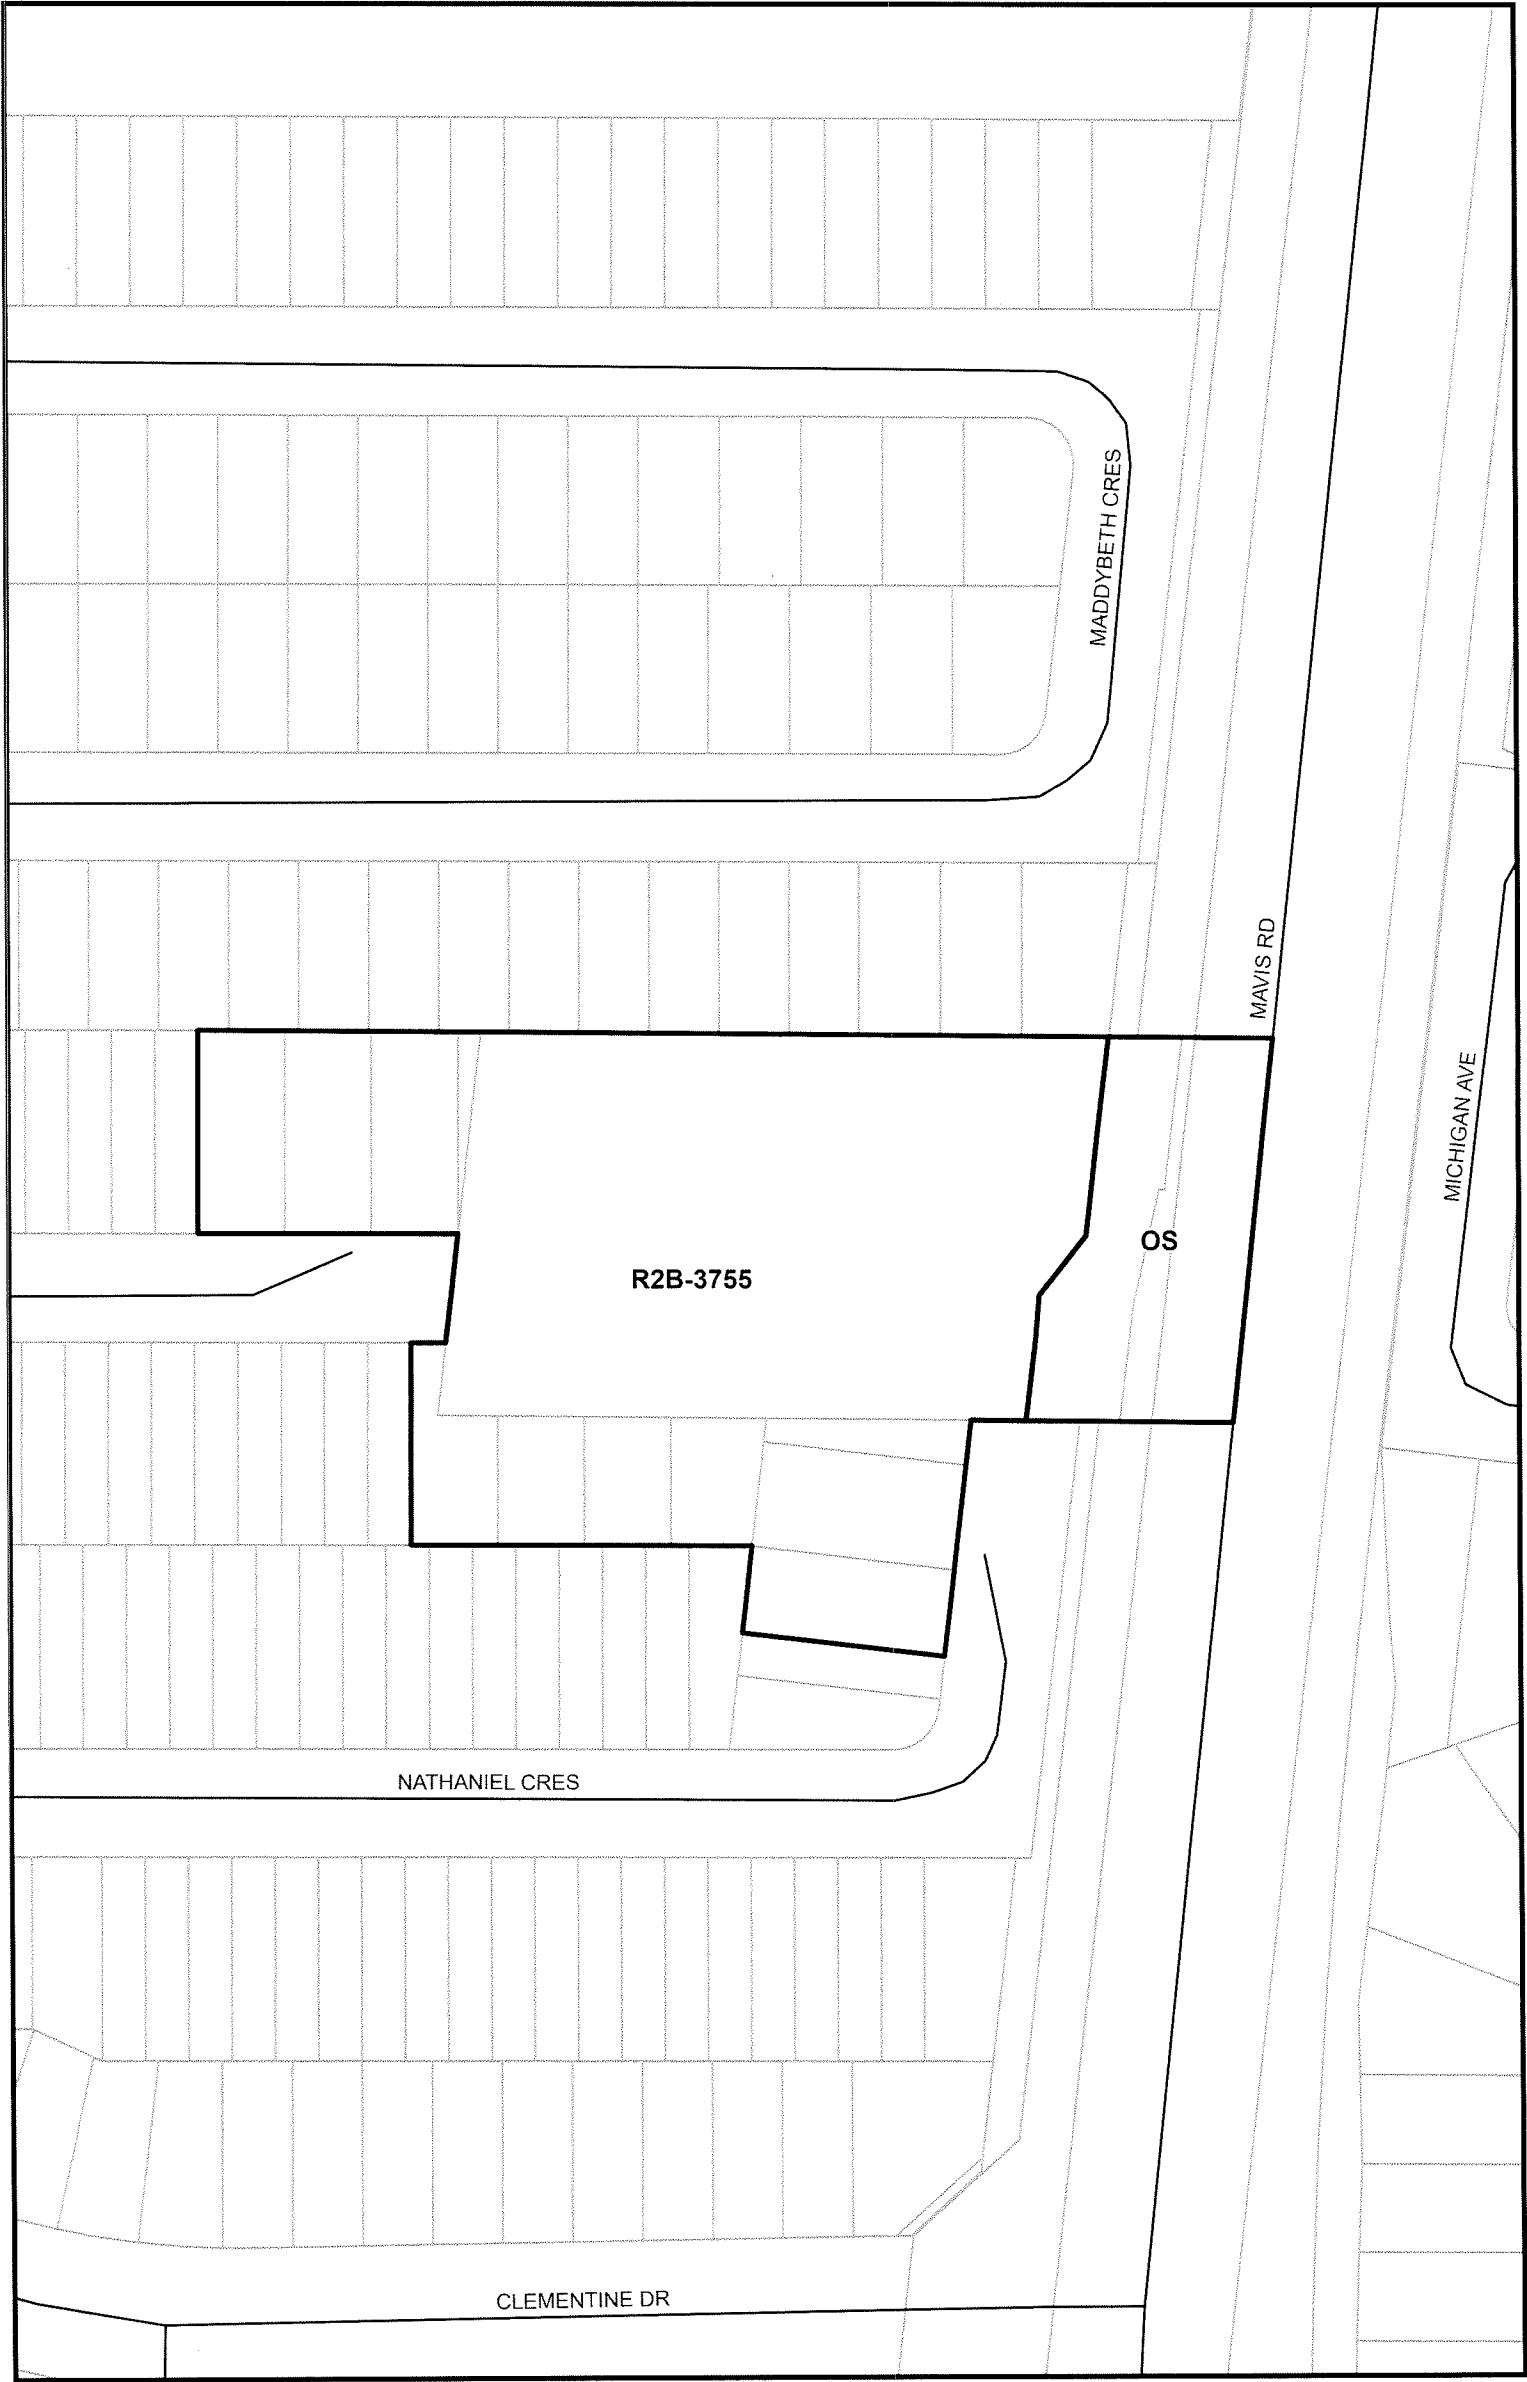 MADDYBETH CRES
MAVIS RD
MICHIGAN AVE
OS
R2B-3755
NATHANIEL CRES
CLEMENTINE DR